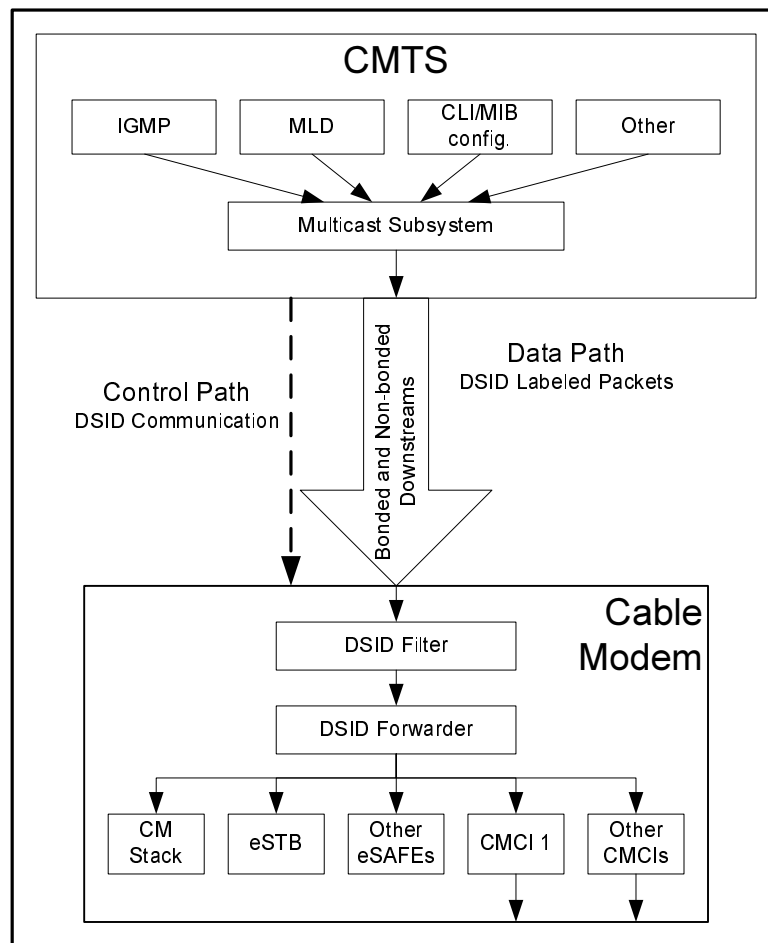 CMTS
IGMP
MLD
CLI/MIB
config.
Other
Multicast Subsystem
Control Path
DSID Communication
Bonded and Non-bonded
Downstreams
Data Path
DSID Labeled Packets
Cable
Modem
DSID Filter
DSID Forwarder
CM
Stack
eSTB
Other
eSAFEs
CMCI 1
Other
CMCIs